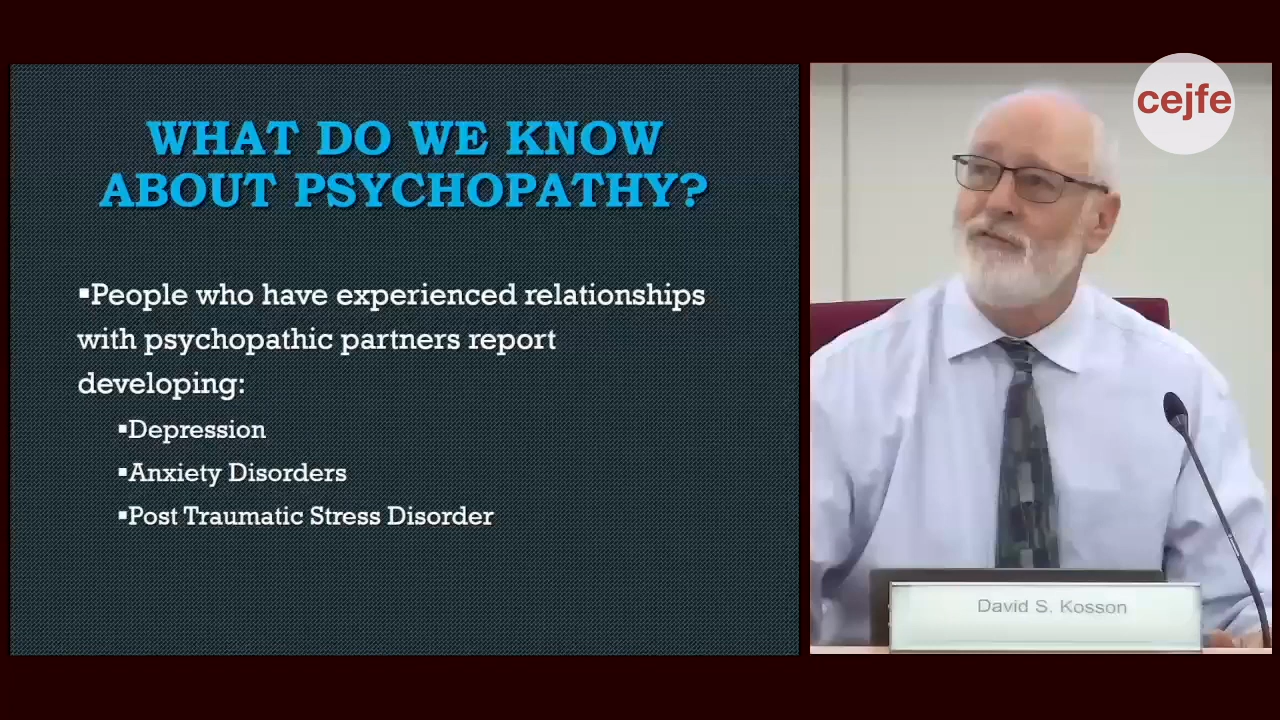 WHAT DO WE KNOW
ABOUT PSYCHOPATHY?
▪People who have experienced relationships
with psychopathic partners report
developing:
▪Depression
▪Anxiety Disorders
▪Post Traumatic Stress Disorder
cejfe
David S. Kosson